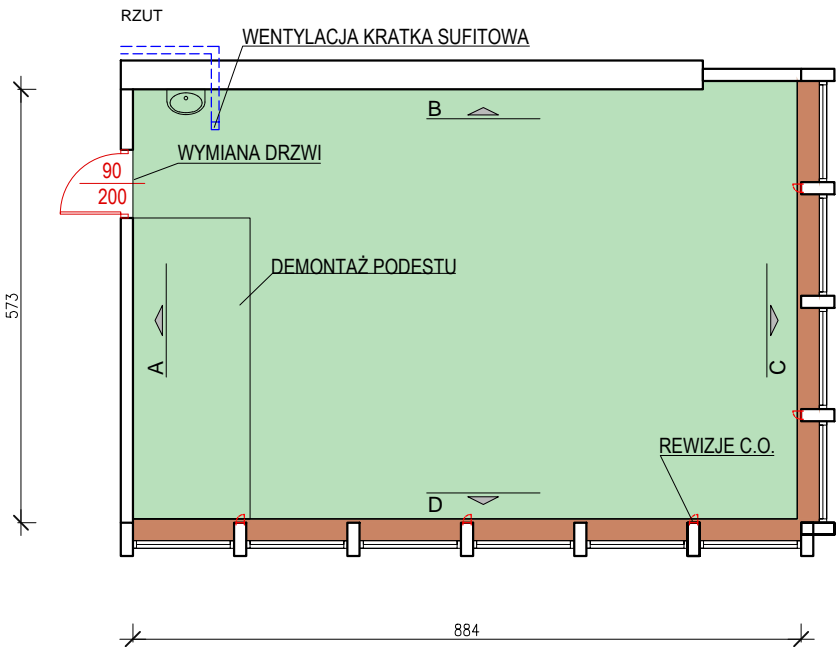 RZUT
WENTYLACJA KRATKA SUFITOWA
B
WYMIANA DRZWI
90
200
DEMONTAŻ PODESTU
573
A
C
REWIZJE C.O.
D
884